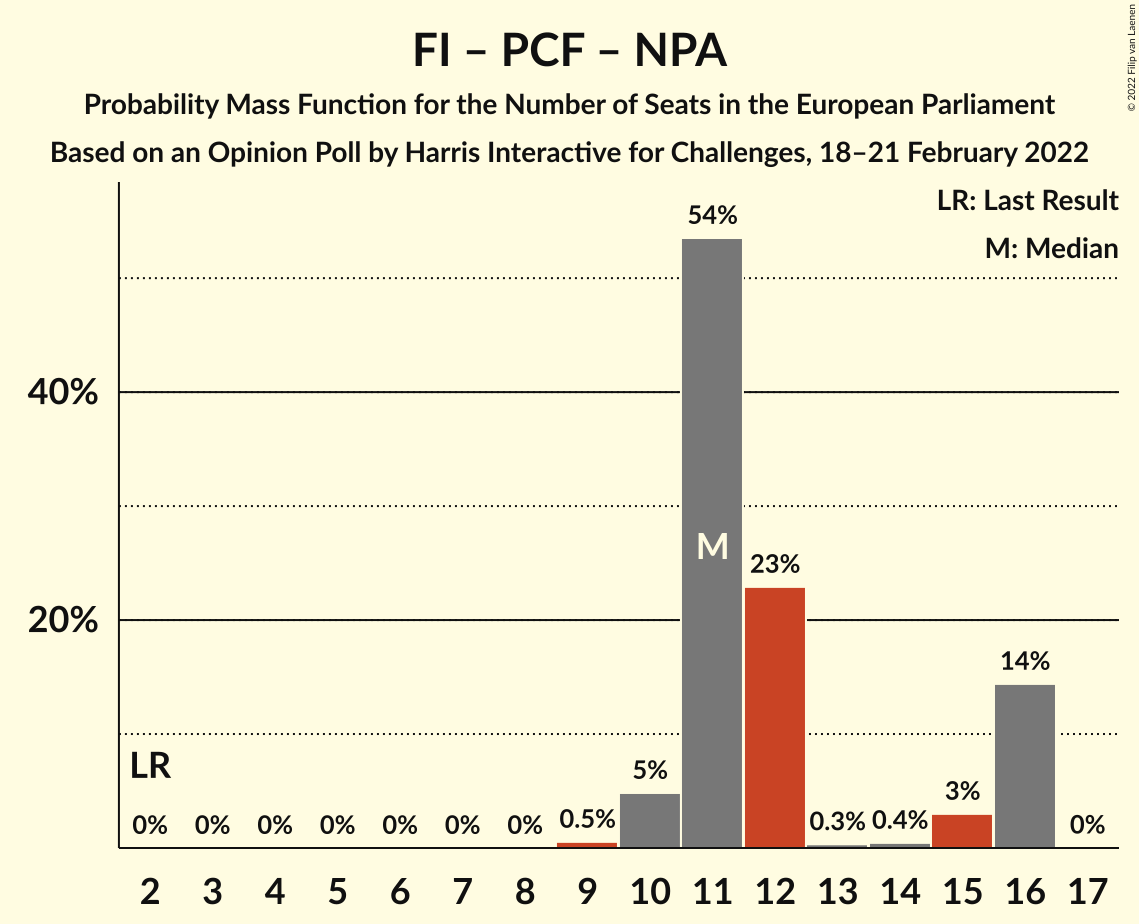 FI – PCF – NPA
Probability Mass Function for the Number of Seats in the European Parliament
Based on an Opinion Poll by Harris Interactive for Challenges, 18–21 February 2022
© 2022 Filip van Laenen
LR: Last Result
M: Median
54%
40%
M
23%
20%
14%
LR
5%
3%
0% 0% 0% 0% 0% 0% 0% 0.5% 0.3% 0.4% 0%
2 3 4 5 6 7 8 9 10 11 12 13 14 15 16 17